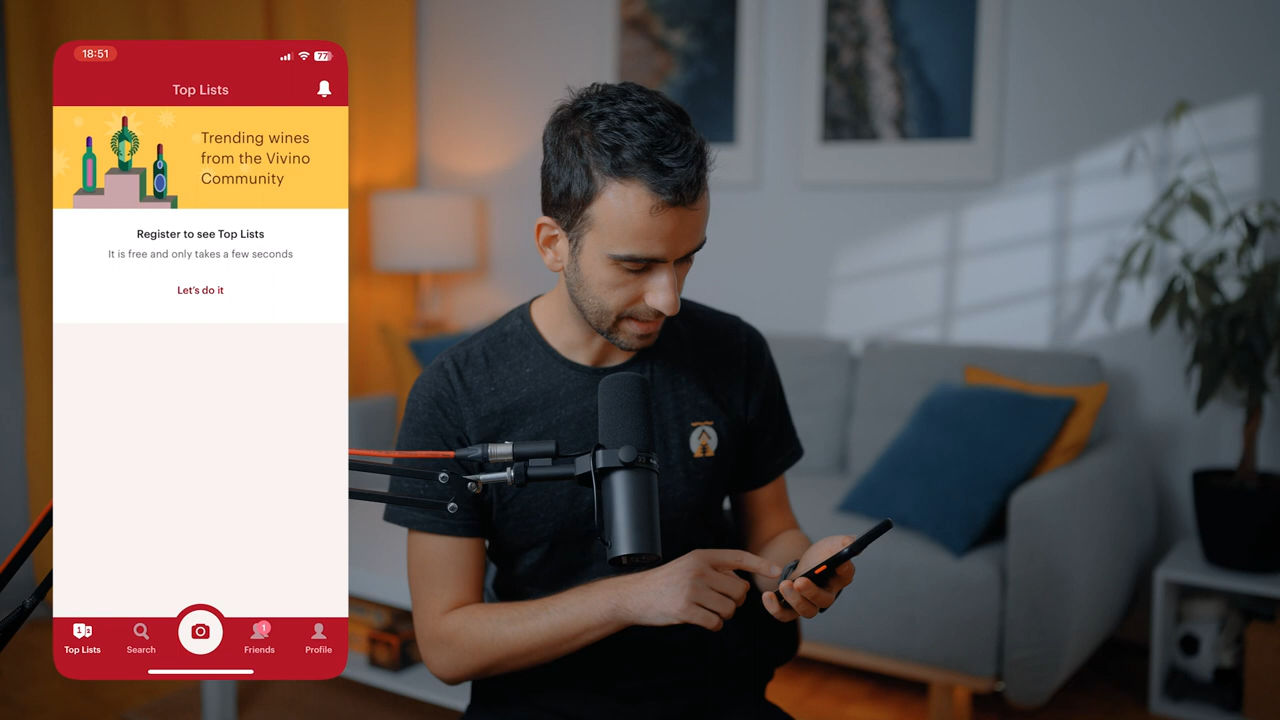 18:51
77
Top Lists
Trending wines
from the Vivino
Community
Register to see Top Lists
It is free and only takes a few seconds
Let's do it
1
Top Lists
Search
1
Friends
Profile